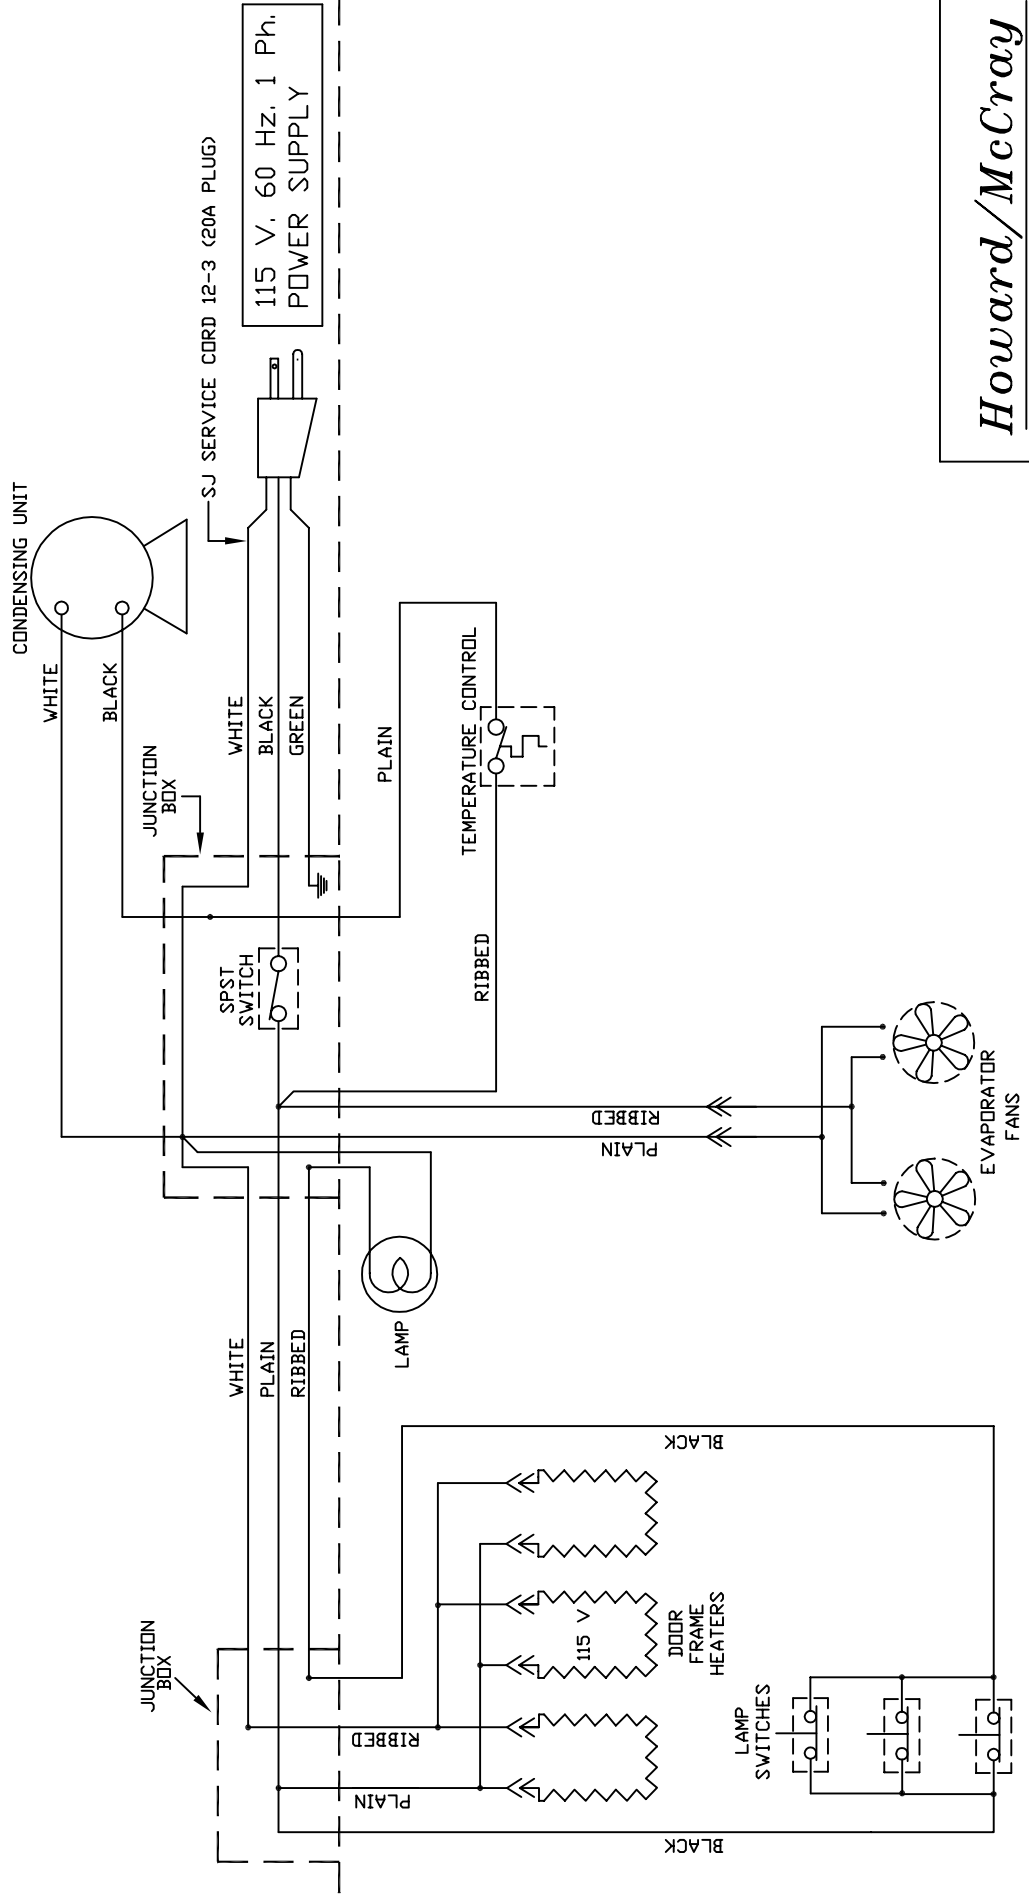 CONDENSING UNIT
WHITE
BLACK
SJ SERVICE CORD 12-3 (20A PLUG)
115 V. 60 Hz. 1 Ph.
POWER SUPPLY
JUNCTION
BOX
WHITE
BLACK
GREEN
PLAIN
TEMPERATURE CONTROL
RIBBED
SPST
SWITCH
RIBBED
PLAIN
EVAPORATOR
FANS
LAMP
WHITE
PLAIN
RIBBED
JUNCTION
BOX
RIBBED
PLAIN
BLACK
115 V
DOOR
FRAME
HEATERS
LAMP
SWITCHES
BLACK
Howard/McCray